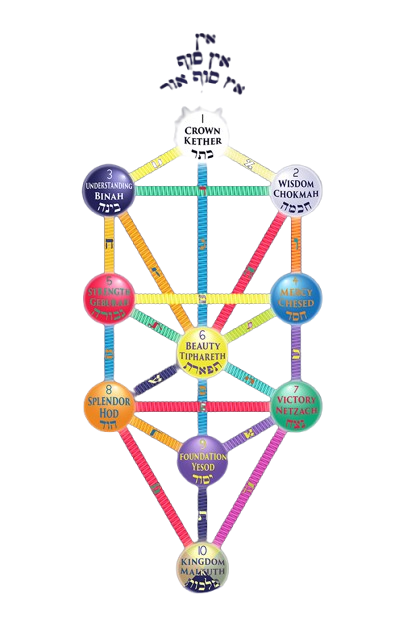 אין
אין סוף
אין סוף אור
1
CROWN
KETHER
כתר
3
UNDERSTANDING
BINAH
בינה
2
WISDOM
CHOKMAH
חכמה
5
STRENGTH
GEBURAH
גבורה
4
MERCY
CHESED
חסד
6
BEAUTY
TIPHARETH
תפארת
8
SPLENDOR
HOD
הוד
7
VICTORY
NETZACH
נצח
9
FOUNDATION
YESOD
יסוד
10
KINGDOM
MALKUTH
מלכות